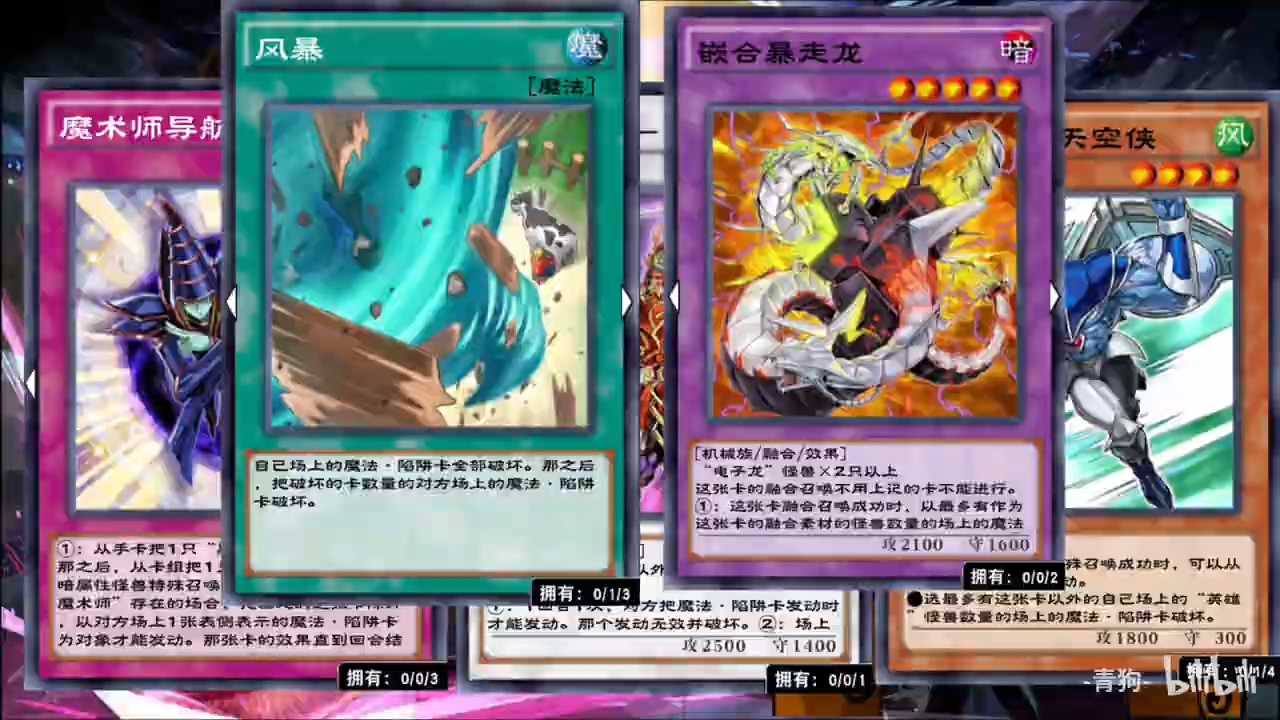 风暴
魔
[魔法]
自己场上的魔法·陷阱卡全部破坏。那之后
，把破坏的卡数量的对方场上的魔法·陷阱
卡破坏。
拥有：0/1/3
嵌合暴走龙
暗
[机械族/融合/效果]
“电子龙”怪兽×2只以上
这张卡的融合召唤不用上记的卡不能进行。
①：这张卡融合召唤成功时，以最多有作为
这张卡的融合素材的怪兽数量的场上的魔法
攻2100 守1600
拥有：0/0/2
魔术师导航
①：从手卡把1只“
那之后，从卡组把1
暗属性怪兽特殊召唤
魔术师”存在的场合，
，以对方场上1张表侧表示的魔法·陷阱卡
为对象才能发动。那张卡的效果直到回合结
拥有：0/0/3
①：1回合1次，对方把魔法·陷阱卡发动时
才能发动。那个发动无效并破坏。②：场上
攻2500 守1400
拥有：0/0/1
天空侠
风
殊召唤成功时，可以从
动。
●选最多有这张卡以外的自己场上的“英雄
”怪兽数量的场上的魔法·陷阱卡破坏。
攻1800 守 300
-青狗-
bilibili